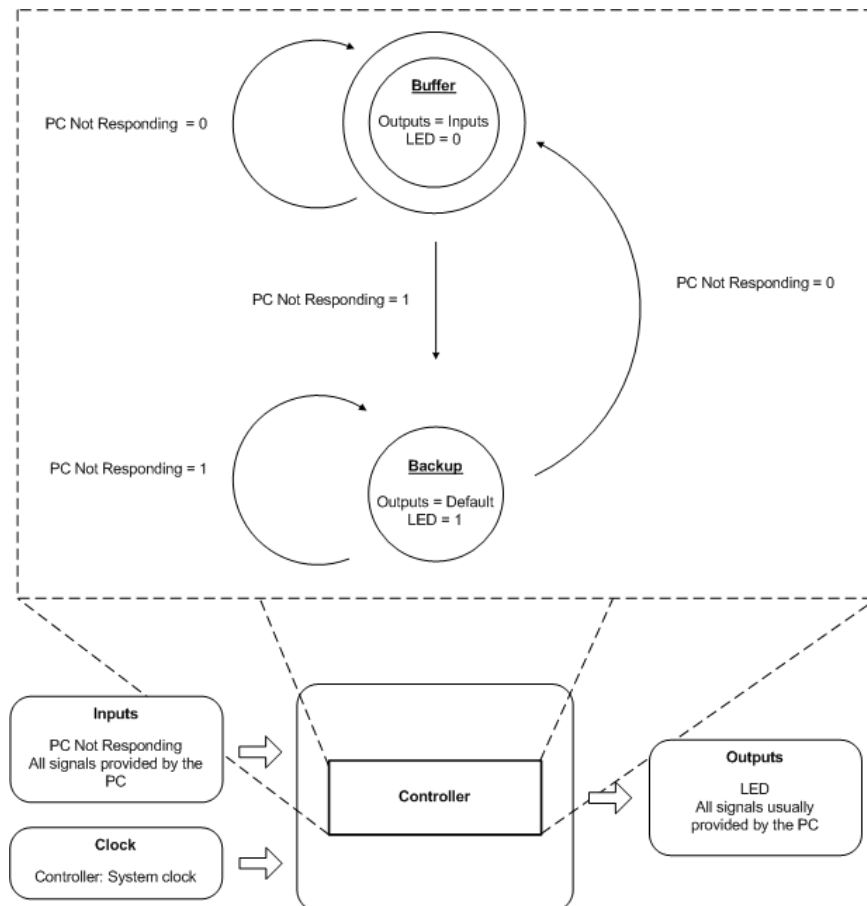 Buffer
Outputs = Inputs
LED = 0
PC Not Responding = 0
PC Not Responding = 1
PC Not Responding = 0
PC Not Responding = 1
Backup
Outputs = Default
LED = 1
Inputs
PC Not Responding
All signals provided by the
PC
Clock
Controller: System clock
Controller
Outputs
LED
All signals usually
provided by the PC